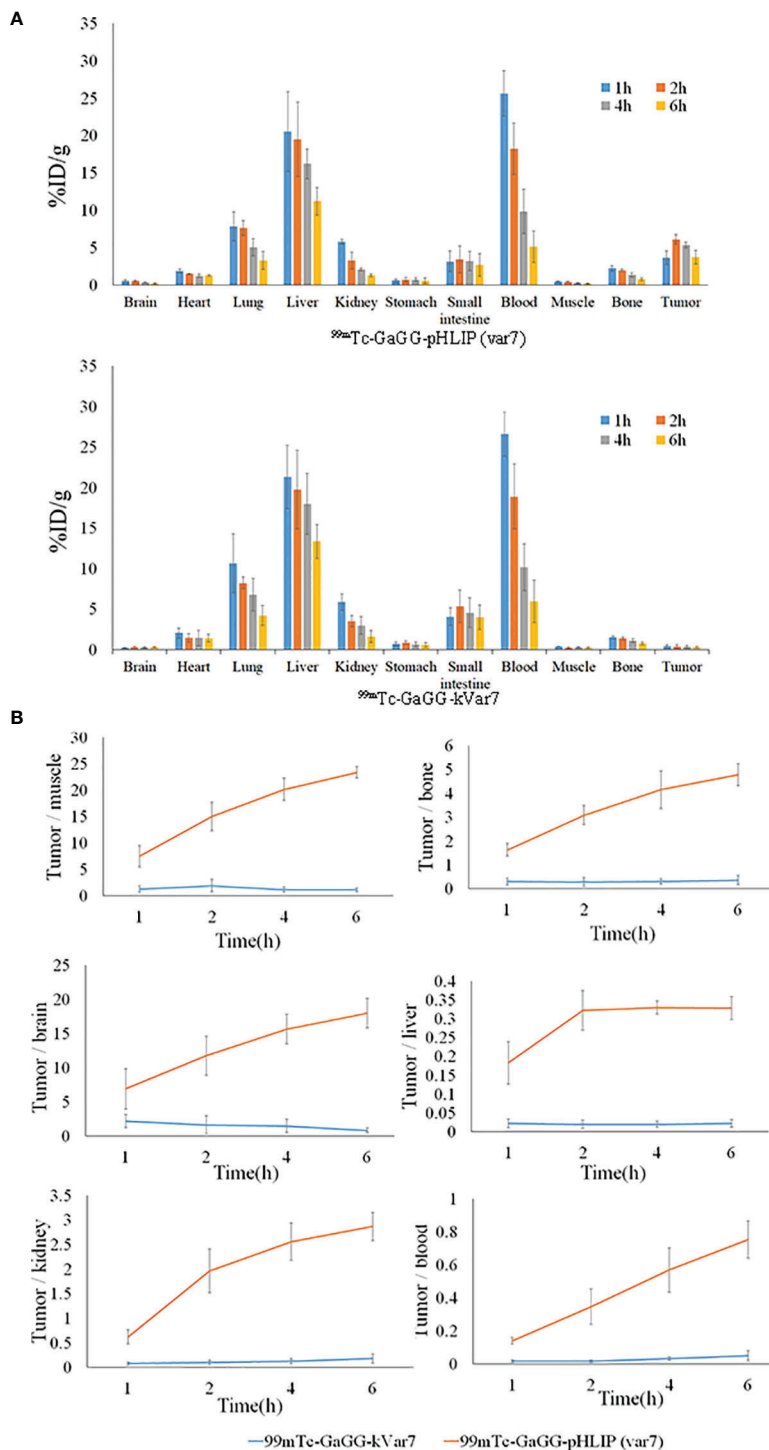 A
35
30
25
20
15
10
5
0
%ID/g
1h 2h
4h 6h
Brain Heart Lung Liver Kidney Stomach Small intestine Blood Muscle Bone Tumor
99mTc-GaGG-pHLIP (var7)
35
30
25
20
15
10
5
0
%ID/g
1h 2h
4h 6h
Brain Heart Lung Liver Kidney Stomach Small intestine Blood Muscle Bone Tumor
99mTc-GaGG-kVar7
B
30
25
20
15
10
5
0
Tumor / muscle
1 2 4 6
Time(h)
6
5
4
3
2
1
0
Tumor / bone
1 2 4 6
Time(h)
25
20
15
10
5
0
Tumor / brain
1 2 4 6
Time(h)
0.4
0.35
0.3
0.25
0.2
0.15
0.1
0.05
0
Tumor / liver
1 2 4 6
Time(h)
3.5
3
2.5
2
1.5
1
0.5
0
Tumor / kidney
1 2 4 6
Time(h)
1
0.8
0.6
0.4
0.2
0
Tumor / blood
1 2 4 6
Time(h)
99mTc-GaGG-kVar7 99mTc-GaGG-pHLIP (var7)